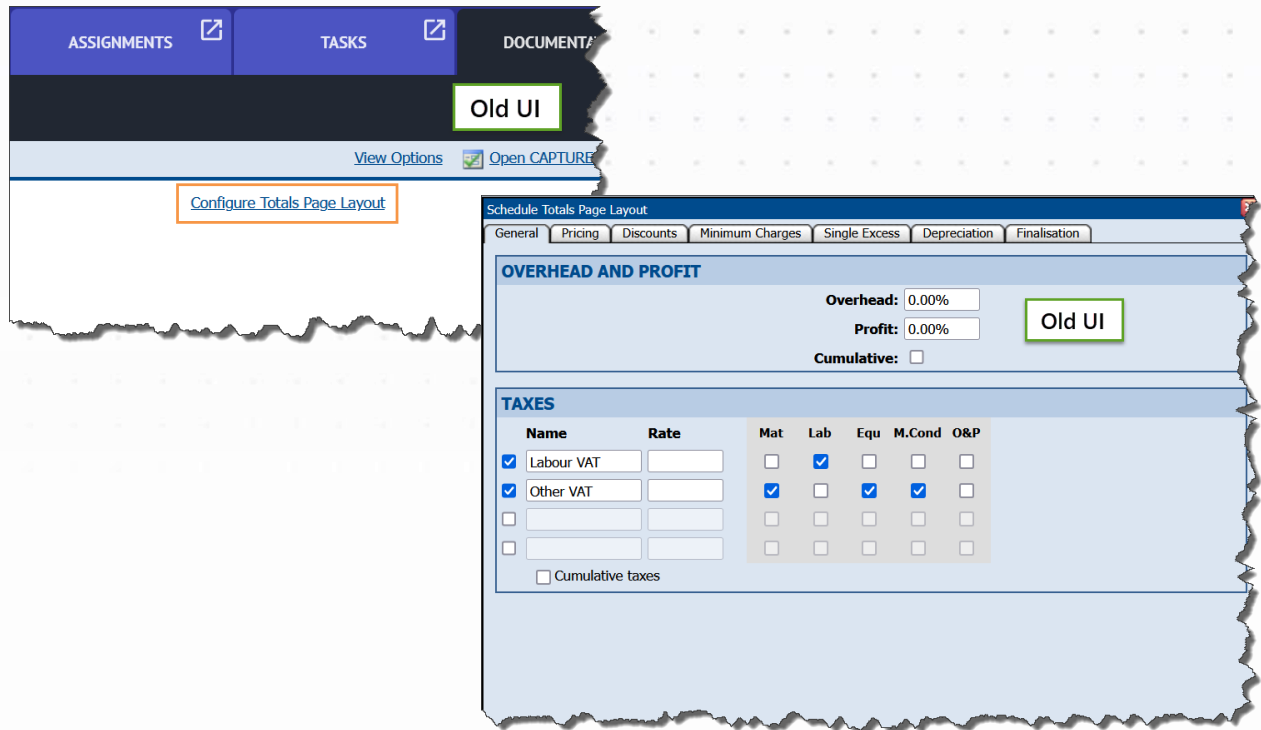 ASSIGNMENTS
TASKS
DOCUMENTA
Old UI
View Options
Open CAPTURE
Configure Totals Page Layout
Schedule Totals Page Layout
General Pricing Discounts Minimum Charges Single Excess Depreciation Finalisation
OVERHEAD AND PROFIT
Overhead: 0.00%
Profit: 0.00%
Cumulative:
Old UI
TAXES
Name Rate Mat Lab Equ M.Cond O&P
Labour VAT
Other VAT
Cumulative taxes